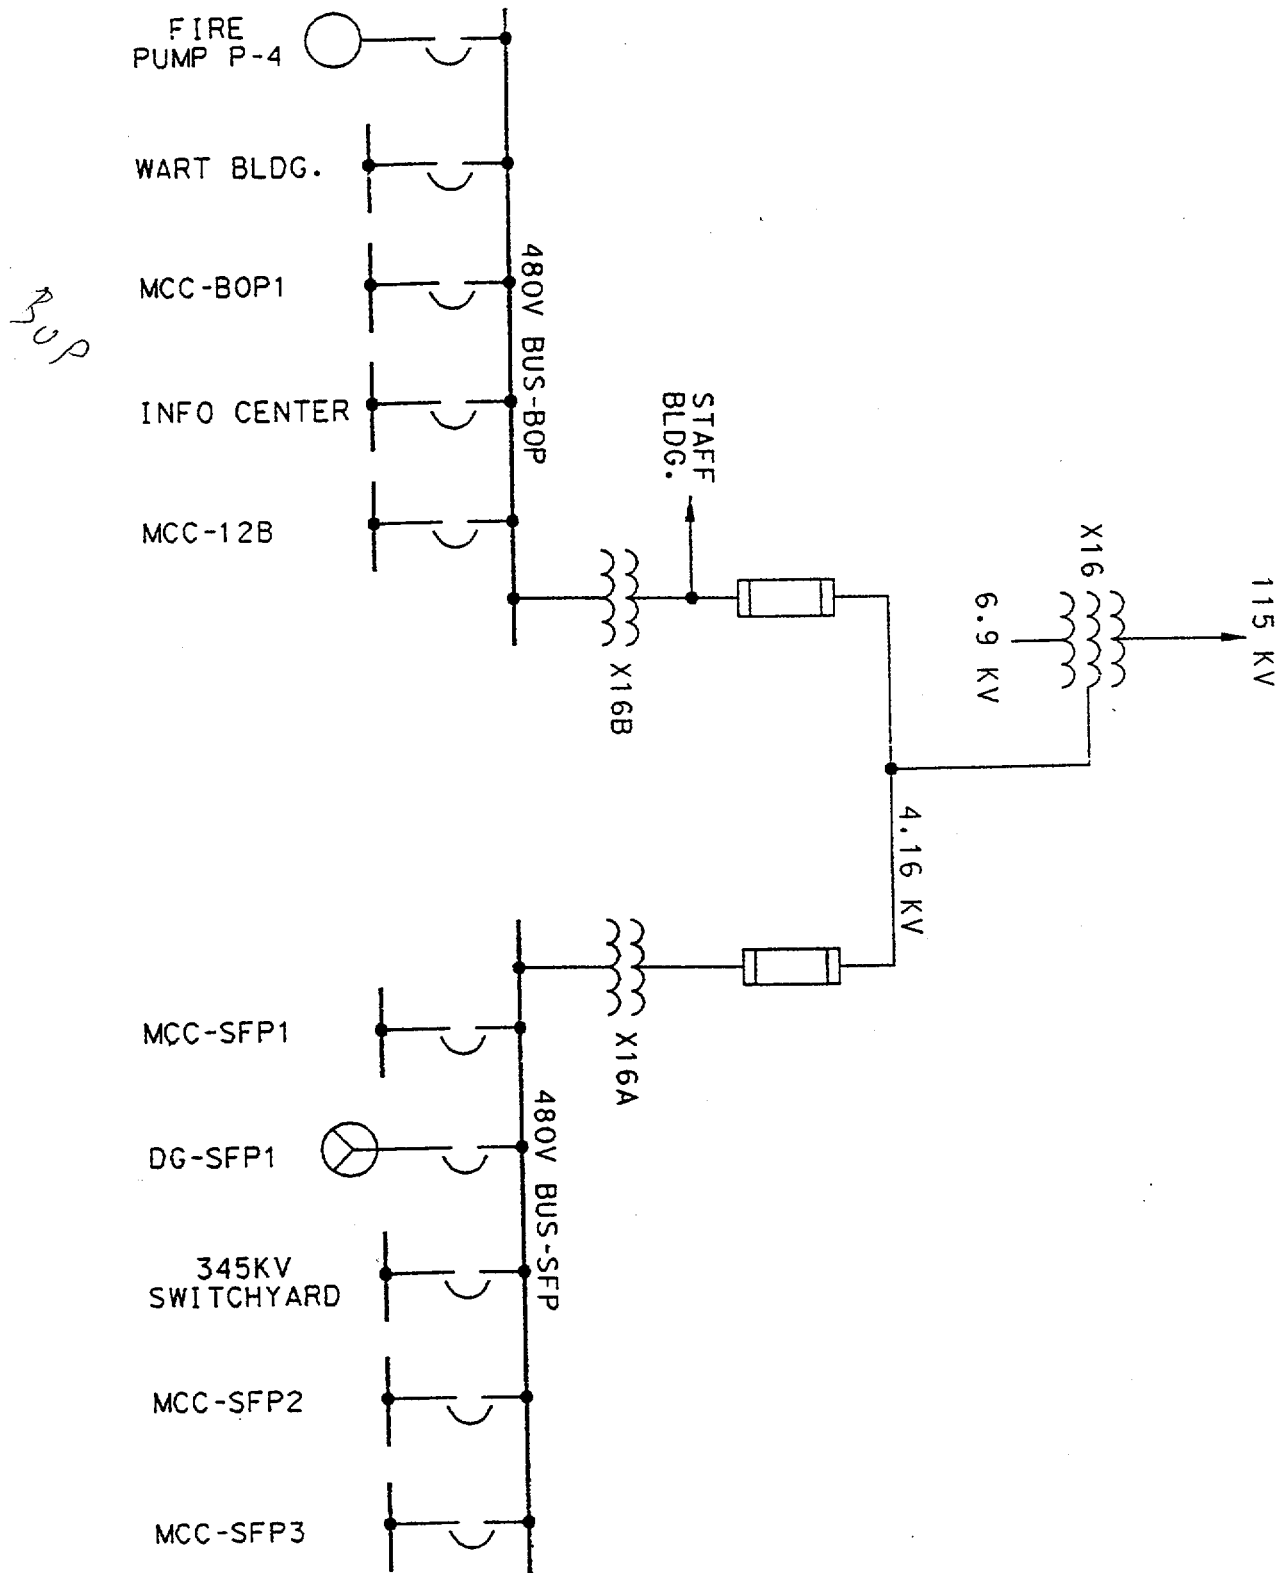 FIRE
PUMP P-4
WART BLDG.
MCC-BOP1
BOP
INFO CENTER
MCC-12B
480V BUS-BOP
STAFF
BLDG.
X16B
X16
115 KV
6.9 KV
4.16 KV
X16A
MCC-SFP1
DG-SFP1
480V BUS-SFP
345KV
SWITCHYARD
MCC-SFP2
MCC-SFP3